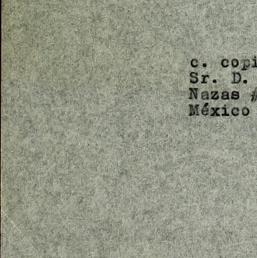 c. copi
Sr. D.
Nazas #
México